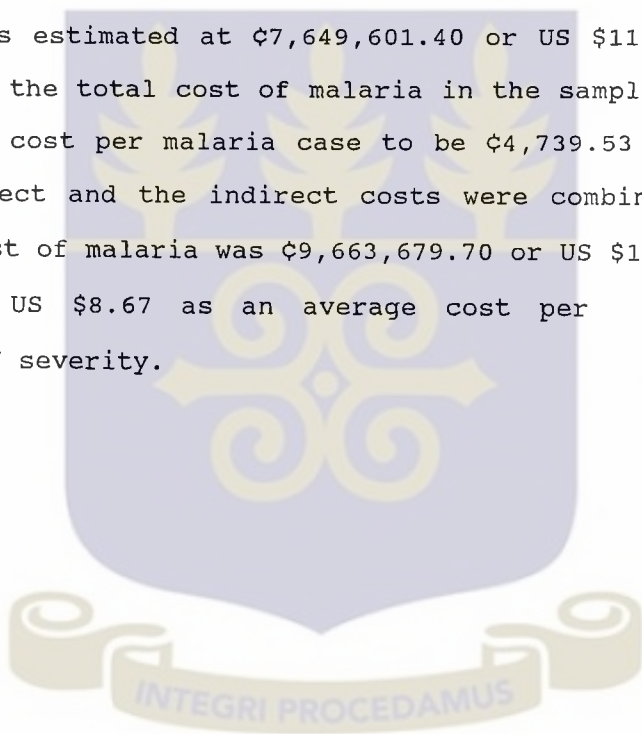 s estimated at ₵7,649,601.40 or US $11
the total cost of malaria in the sampl
cost per malaria case to be ₵4,739.53
ect and the indirect costs were combin
st of malaria was ₵9,663,679.70 or US $1
US $8.67 as an average cost per
severity.
INTEGRI PROCEDAMUS